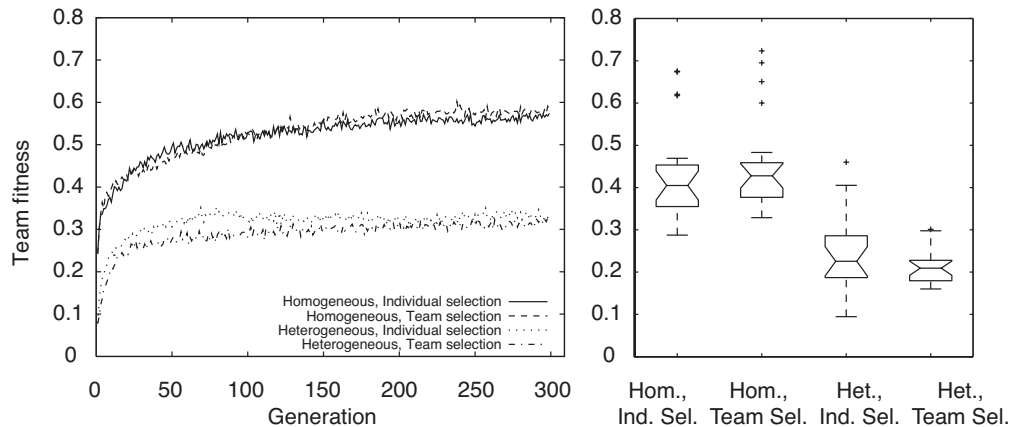 0.8
0.7
0.6
0.5
0.4
0.3
0.2
0.1
0
Team fitness
Homogeneous, Individual selection
Homogeneous, Team selection
Heterogeneous, Individual selection
Heterogeneous, Team selection
0 50 100 150 200 250 300
Generation
0.8
0.7
0.6
0.5
0.4
0.3
0.2
0.1
0
Hom., Hom., Het., Het.,
Ind. Sel. Team Sel. Ind. Sel. Team Sel.